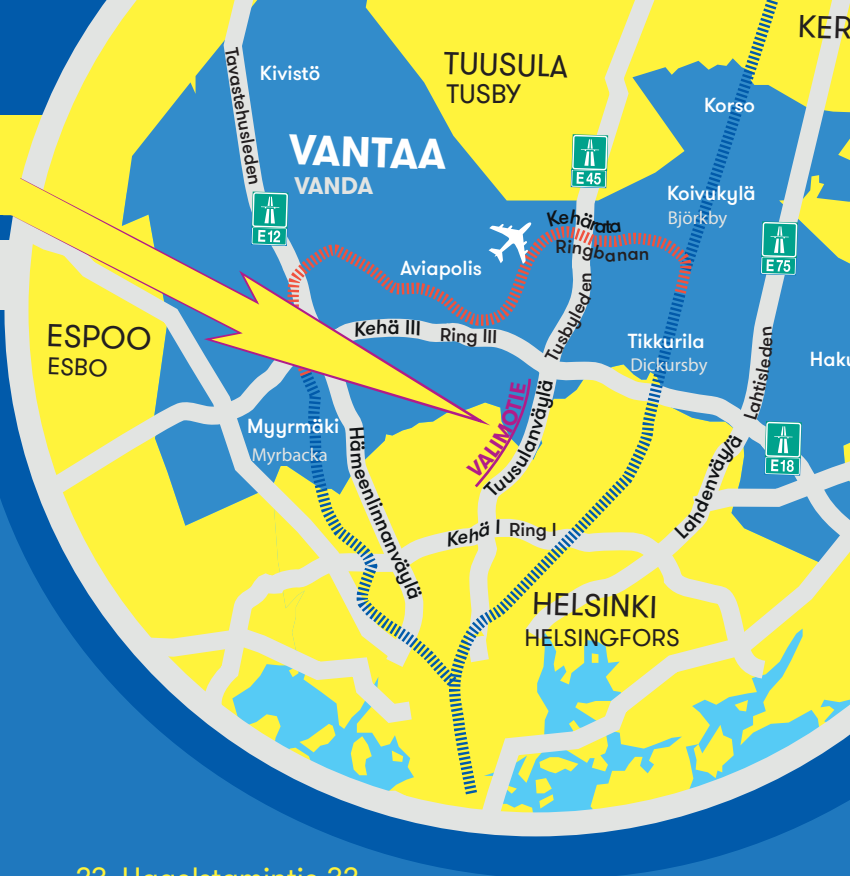 KER
Kivistö
TUUSULA
TUSBY
Tavastehusleden
Korso
VANTAA
VANDA
E45
Koivukylä
Björkby
E12
Kehärata
Ringbanan
E75
Aviapolis
Tusbyleden
ESPOO
ESBO
Kehä III Ring III
Tikkurila
Dickursby
Lahtisleden
Haku
VALIMOTIE
Tuusulanväylä
Myyrmäki
Myrbacka
Hämeenlinnanväylä
E18
Lahdenväylä
Kehä I Ring I
HELSINKI
HELSINGFORS